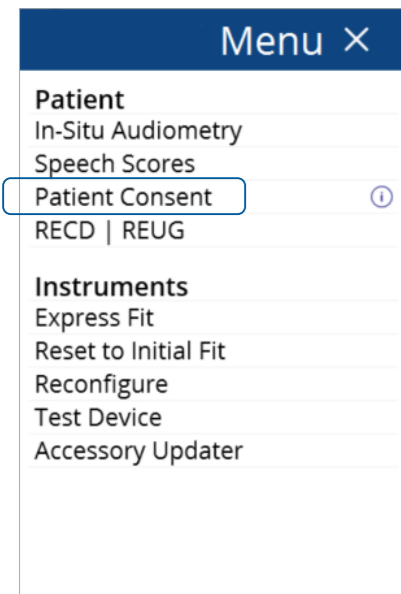 Menu ×
Patient
In-Situ Audiometry
Speech Scores
Patient Consent
RECD | REUG
Instruments
Express Fit
Reset to Initial Fit
Reconfigure
Test Device
Accessory Updater